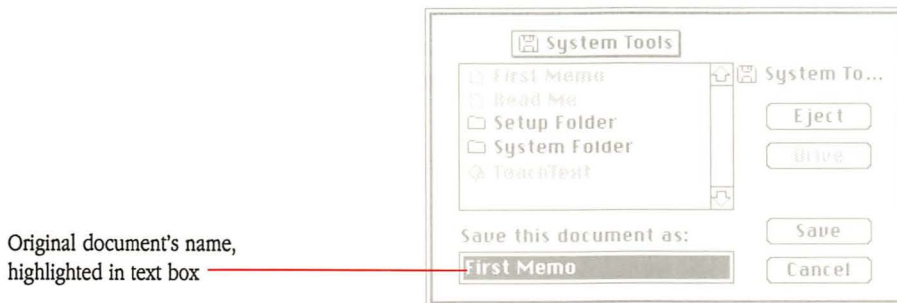 System Tools
First Memo
Read Me
Setup Folder
System Folder
TeachText
System To...
Eject
Drive
Save this document as:
First Memo
Save
Cancel
Original document's name,
highlighted in text box